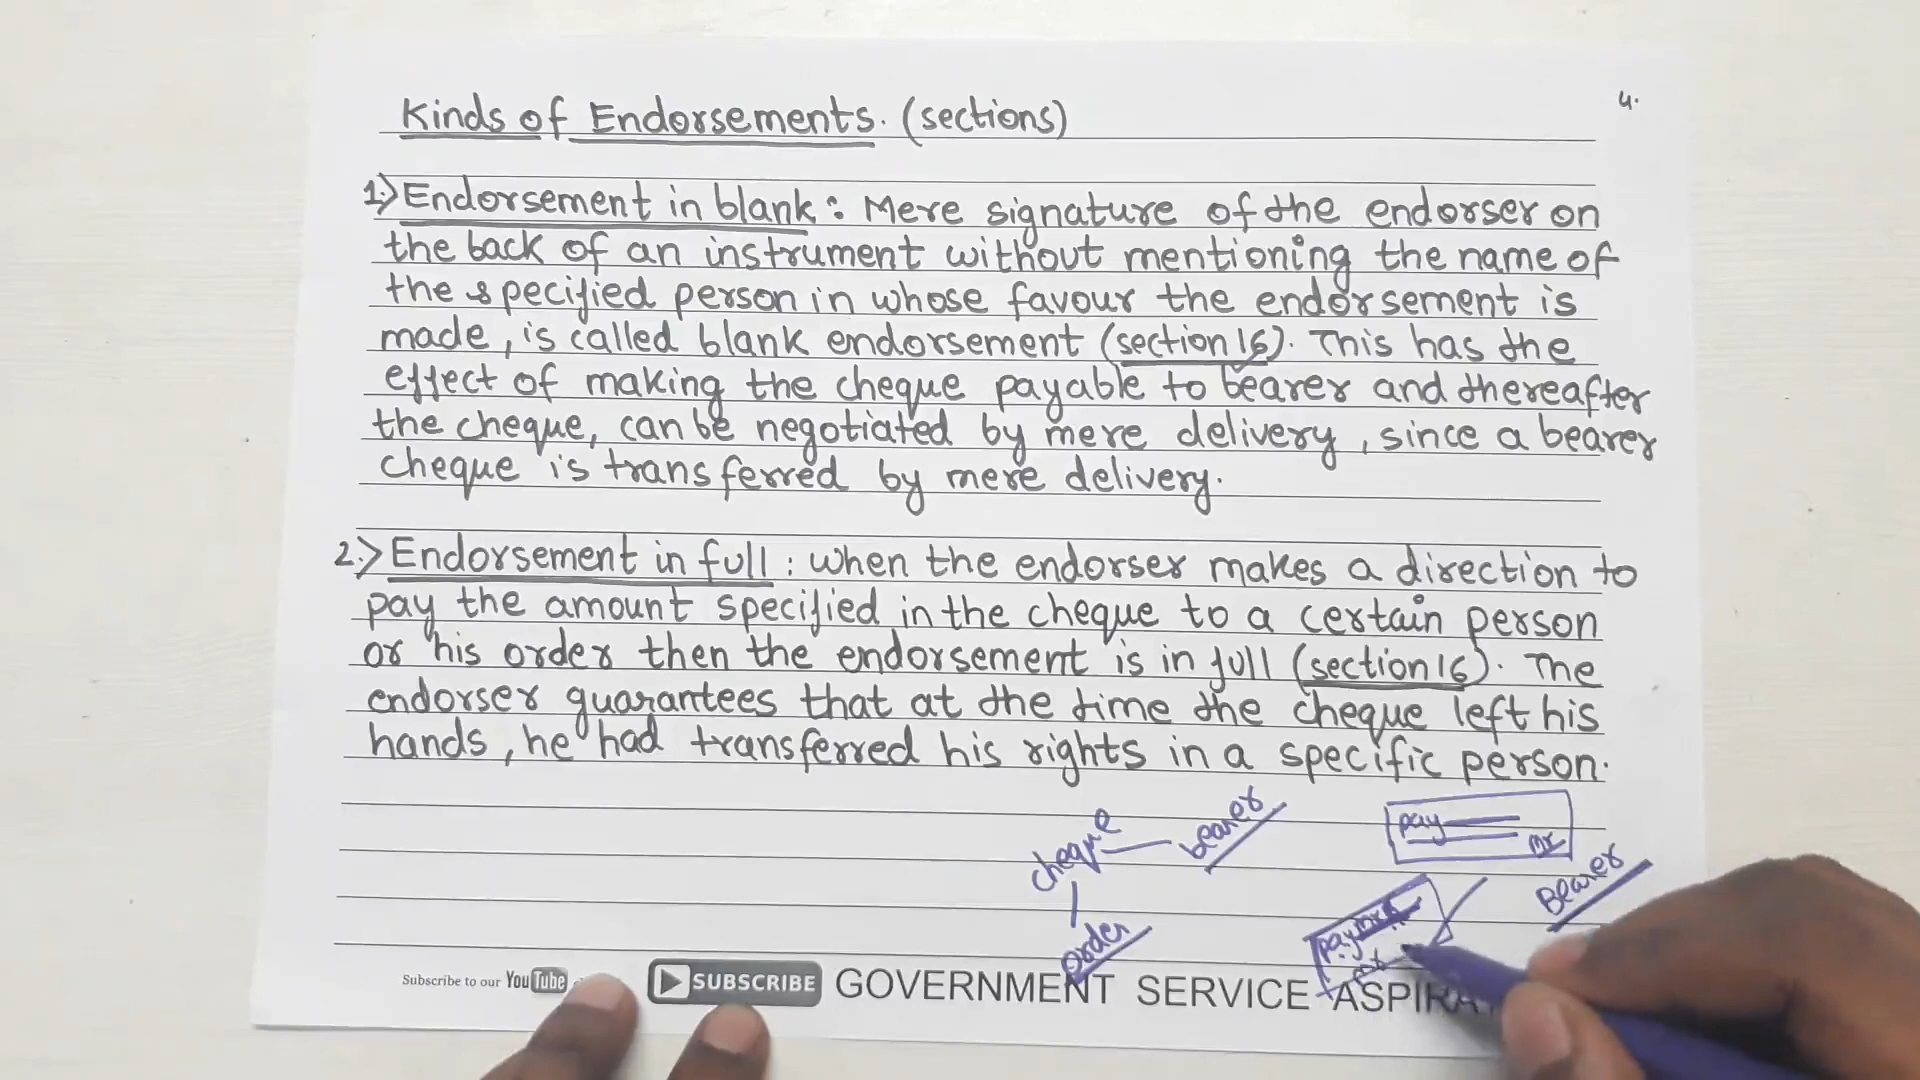 4.
Kinds of Endorsements. (sections)
1.> Endorsement in blank: Mere signature of the endorser on
the back of an instrument without mentioning the name of
the specified person in whose favour the endorsement is
made, is called blank endorsement (section 16). This has the
effect of making the cheque payable to bearer and thereafter
the cheque, can be negotiated by mere delivery, since a bearer
cheque is transferred by mere delivery.
2.> Endorsement in full: when the endorser makes a direction to
pay the amount specified in the cheque to a certain person
or his order then the endorsement is in full (section 16). The
endorser guarantees that at the time the cheque left his
hands, he had transferred his rights in a specific person.
cheque
bearer
order
pay
Mr
Bearer
Pay
Subscribe to our YouTube
SUBSCRIBE
GOVERNMENT SERVICE